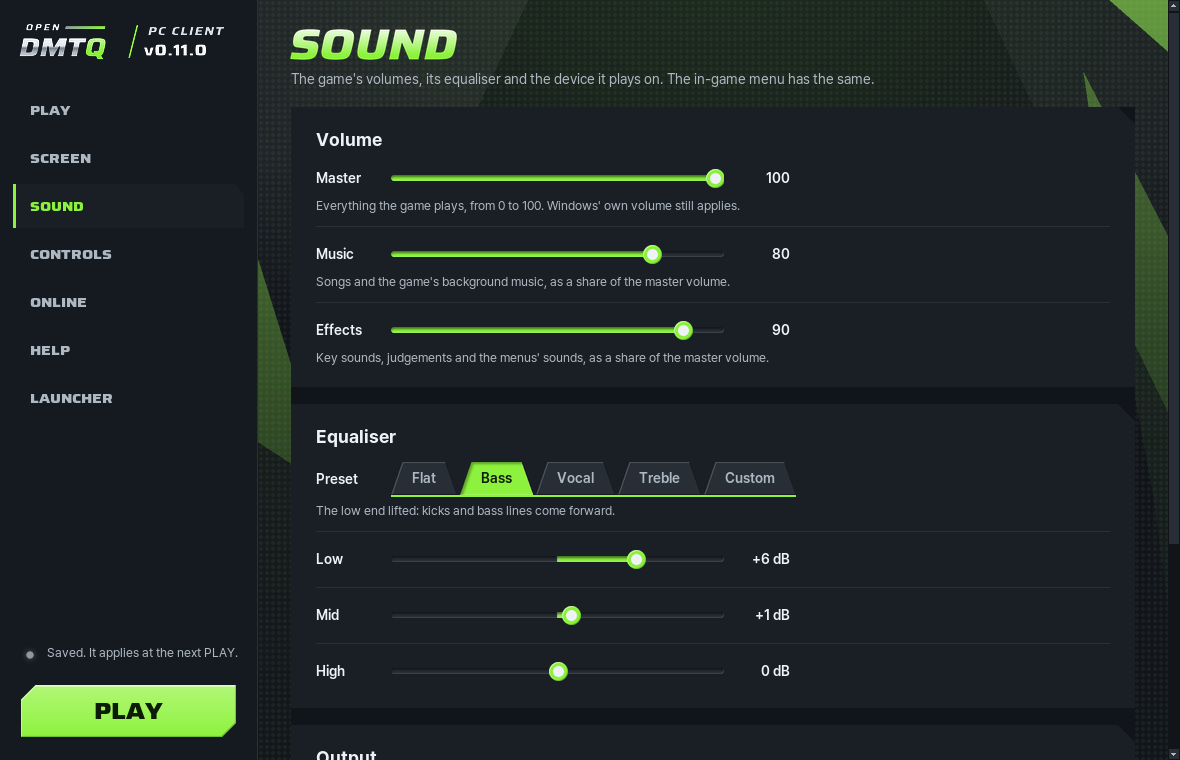 OPEN
DMTQ
PC CLIENT
v0.11.0
PLAY
SCREEN
SOUND
CONTROLS
ONLINE
HELP
LAUNCHER
Saved. It applies at the next PLAY.
PLAY
SOUND
The game's volumes, its equaliser and the device it plays on. The in-game menu has the same.
Volume
Master 100
Everything the game plays, from 0 to 100. Windows' own volume still applies.
Music 80
Songs and the game's background music, as a share of the master volume.
Effects 90
Key sounds, judgements and the menus' sounds, as a share of the master volume.
Equaliser
Preset Flat Bass Vocal Treble Custom
The low end lifted: kicks and bass lines come forward.
Low +6 dB
Mid +1 dB
High 0 dB
Output